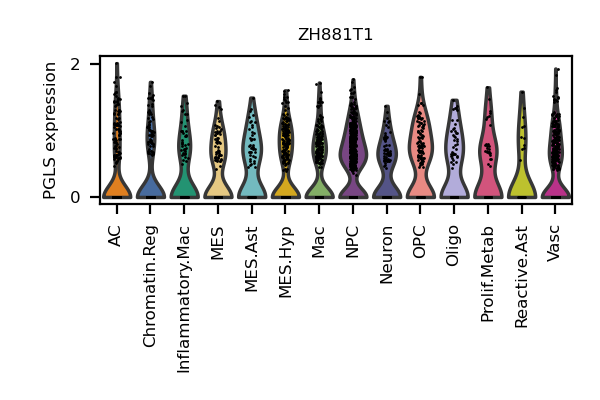 ZH881T1
PGLS expression
2
0
AC
Chromatin.Reg
Inflammatory.Mac
MES
MES.Ast
MES.Hyp
Mac
NPC
Neuron
OPC
Oligo
Prolif.Metab
Reactive.Ast
Vasc